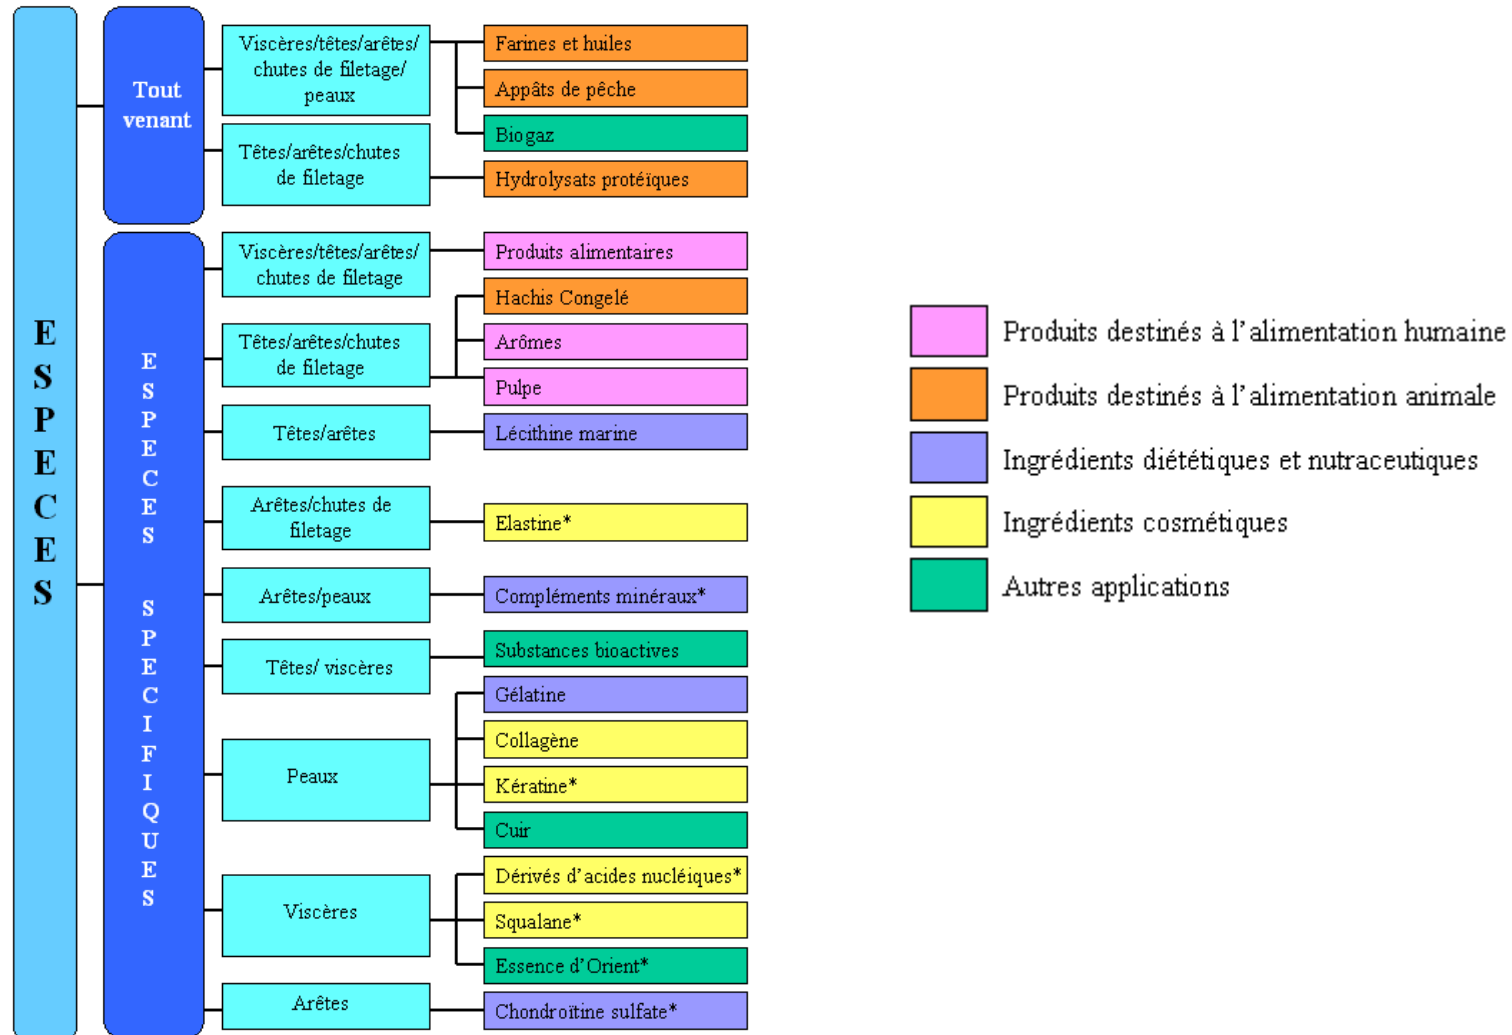 ESPECES
Tout
venant
Viscères/têtes/arêtes/
chutes de filetage/
peaux
Farines et huiles
Appâts de pêche
Biogaz
Têtes/arêtes/chutes
de filetage
Hydrolysats protéïques
ESPECES SPECIFIQUES
Viscères/têtes/arêtes/
chutes de filetage
Produits alimentaires
Têtes/arêtes/chutes
de filetage
Hachis Congelé
Arômes
Pulpe
Têtes/arêtes
Lécithine marine
Arêtes/chutes de
filetage
Elastine*
Arêtes/peaux
Compléments minéraux*
Têtes/ viscères
Substances bioactives
Peaux
Gélatine
Collagène
Kératine*
Cuir
Viscères
Dérivés d'acides nucléiques*
Squalane*
Essence d'Orient*
Arêtes
Chondroïtine sulfate*
Produits destinés à l'alimentation humaine
Produits destinés à l'alimentation animale
Ingrédients diététiques et nutraceutiques
Ingrédients cosmétiques
Autres applications